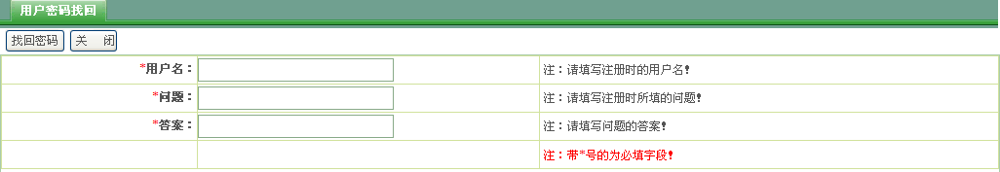 用户密码找回
找回密码 关 闭
*用户名： 注：请填写注册时的用户名！
*问题： 注：请填写注册时所填的问题！
*答案： 注：请填写问题的答案！
注：带*号的为必填字段！